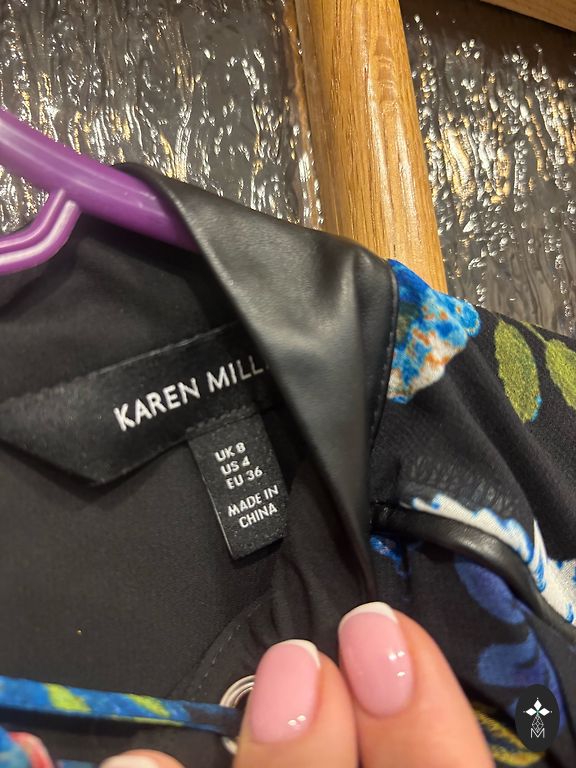 KAREN MILL
UK 8
US 4
EU 36
MADE IN
CHINA
M